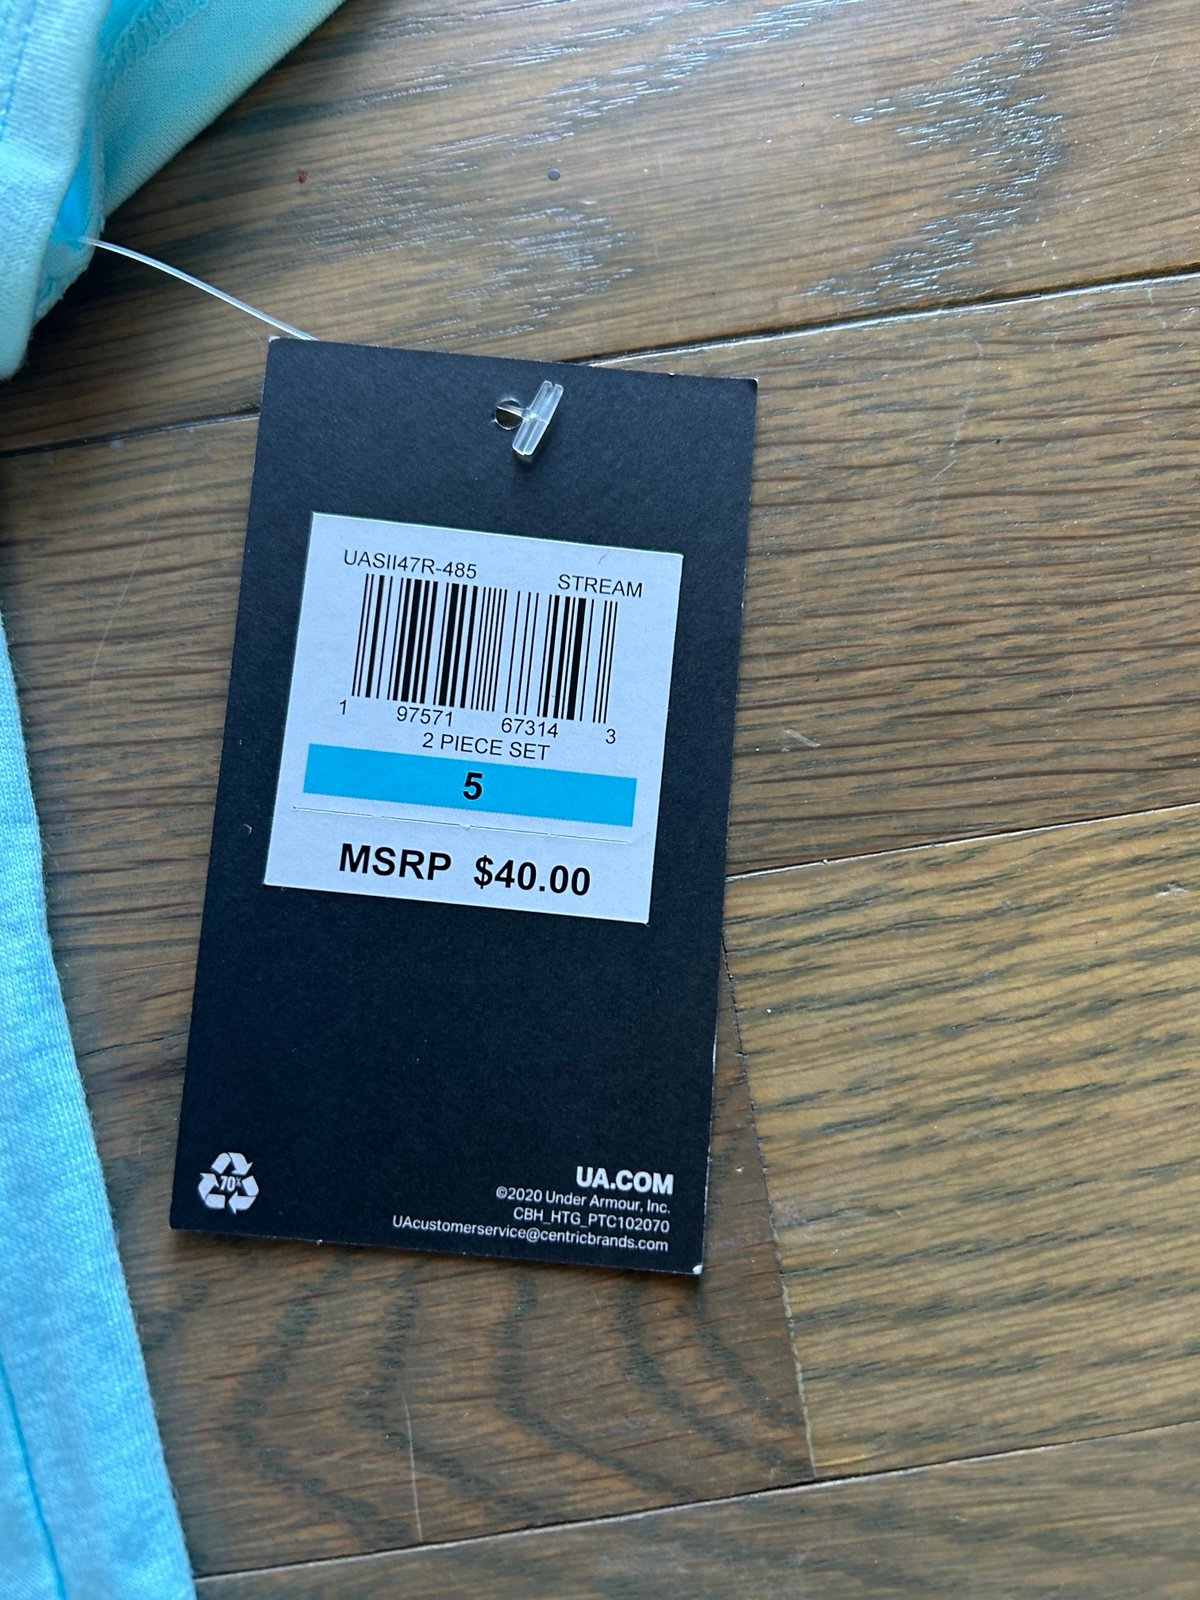 UASII47R-485
STREAM
1 97571 67314 3
2 PIECE SET
5
MSRP $40.00
70%
UA.COM
©2020 Under Armour, Inc.
CBH_HTG_PTC102070
UAcustomerservice@centricbrands.com